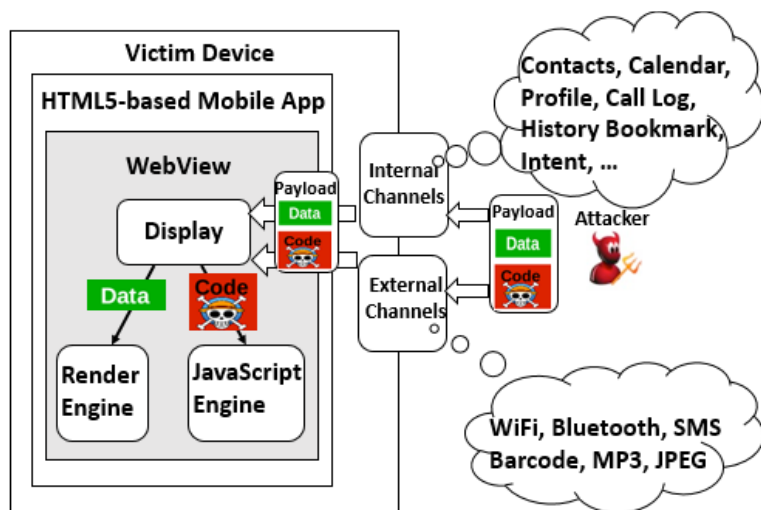 Victim Device
HTML5-based Mobile App
WebView
Display
Data
Code
Render
Engine
JavaScript
Engine
Payload
Data
Code
Internal
Channels
External
Channels
Payload
Data
Code
Attacker
Contacts, Calendar,
Profile, Call Log,
History Bookmark,
Intent, ...
WiFi, Bluetooth, SMS
Barcode, MP3, JPEG